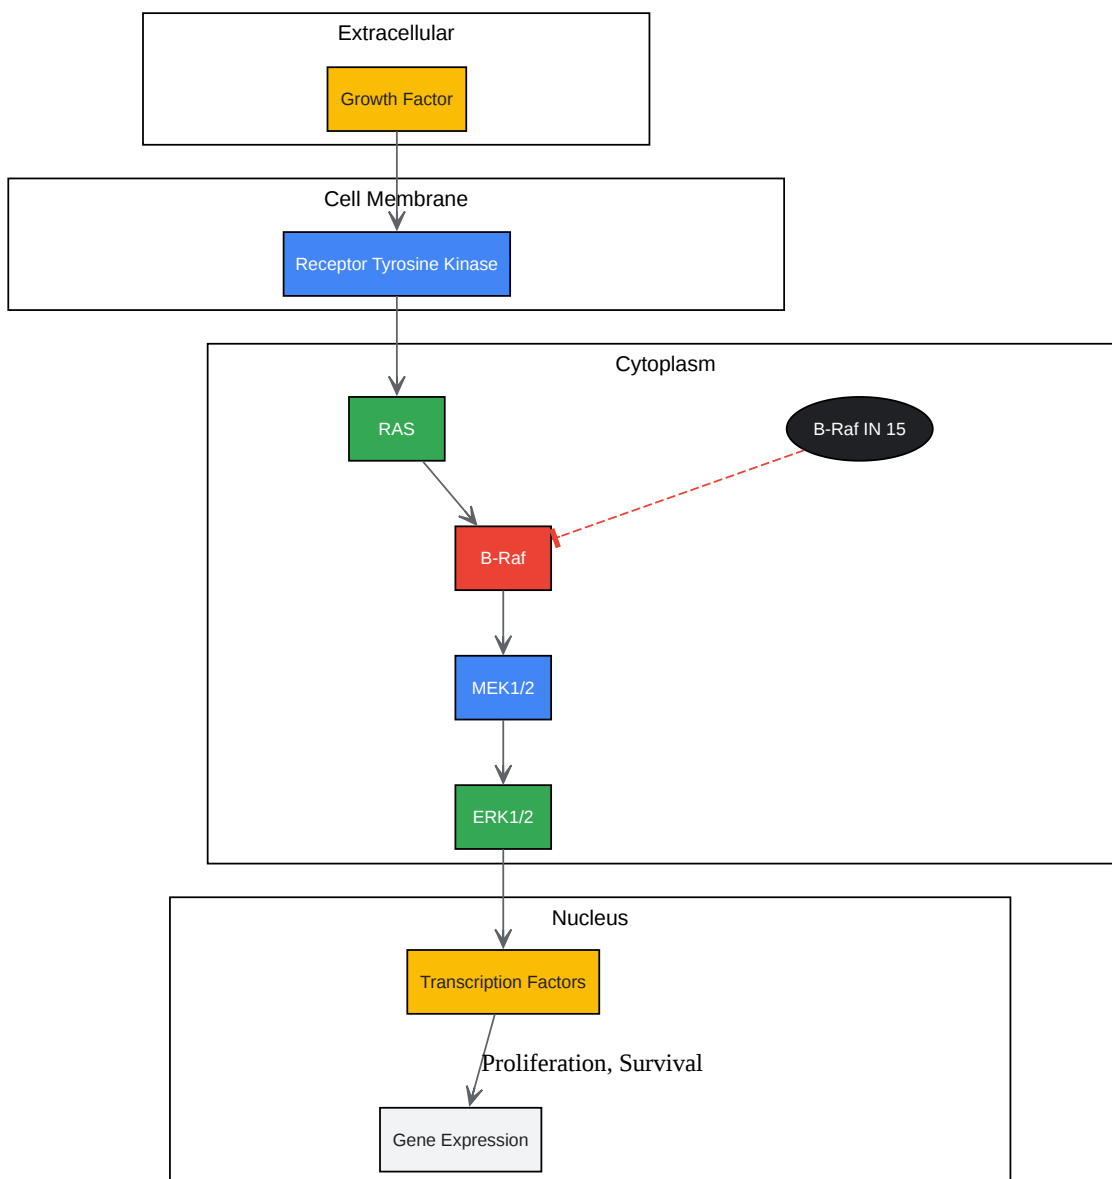 Extracellular
Growth Factor
Cell Membrane
Receptor Tyrosine Kinase
Cytoplasm
RAS
B-Raf IN 15
B-Raf
MEK1/2
ERK1/2
Nucleus
Transcription Factors
Proliferation, Survival
Gene Expression